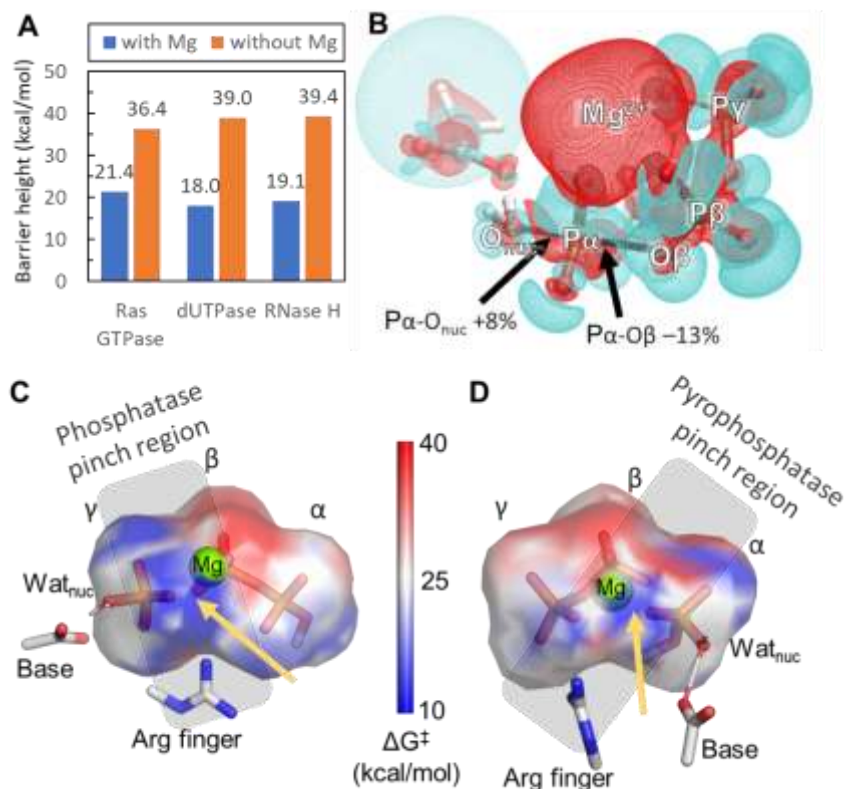 A
with Mg
without Mg
Barrier height (kcal/mol)
50
40
30
20
10
0
36.4
39.0
39.4
21.4
18.0
19.1
Ras
GTPase
dUTPase
RNase H
B
Mg²⁺
Pγ
Pβ
Onuc
Pα
Oβ
Pα-Onuc +8%
Pα-Oβ –13%
C
Phosphatase
pinch region
β
γ
α
Mg
Watnuc
Base
Arg finger
40
25
10
ΔG‡
(kcal/mol)
D
Pyrophosphatase
pinch region
β
γ
α
Mg
Watnuc
Base
Arg finger